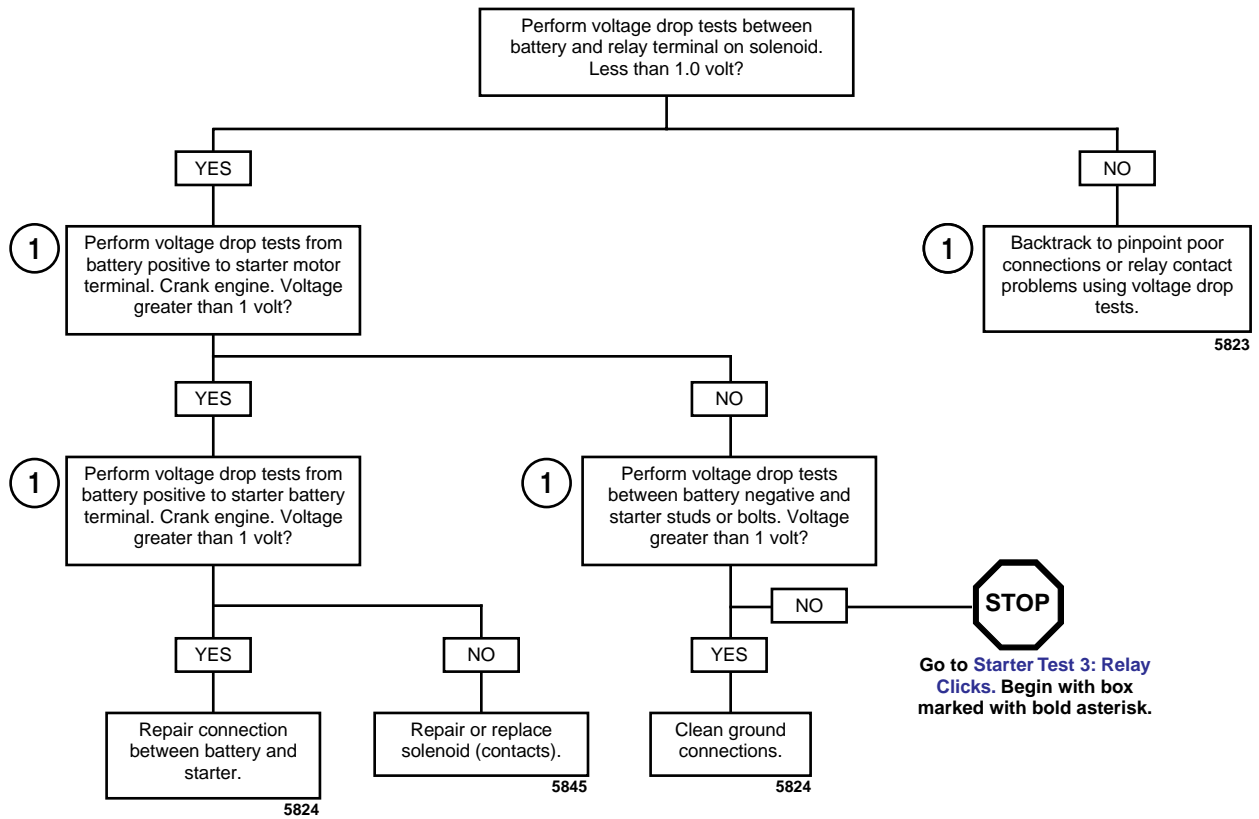 Perform voltage drop tests between
battery and relay terminal on solenoid.
Less than 1.0 volt?
YES
NO
1
Perform voltage drop tests from
battery positive to starter motor
terminal. Crank engine. Voltage
greater than 1 volt?
1
Backtrack to pinpoint poor
connections or relay contact
problems using voltage drop
tests.
5823
YES
NO
1
Perform voltage drop tests from
battery positive to starter battery
terminal. Crank engine. Voltage
greater than 1 volt?
1
Perform voltage drop tests
between battery negative and
starter studs or bolts. Voltage
greater than 1 volt?
NO
STOP
Go to Starter Test 3: Relay
Clicks. Begin with box
marked with bold asterisk.
YES
NO
YES
Repair connection
between battery and
starter.
5824
Repair or replace
solenoid (contacts).
5845
Clean ground
connections.
5824